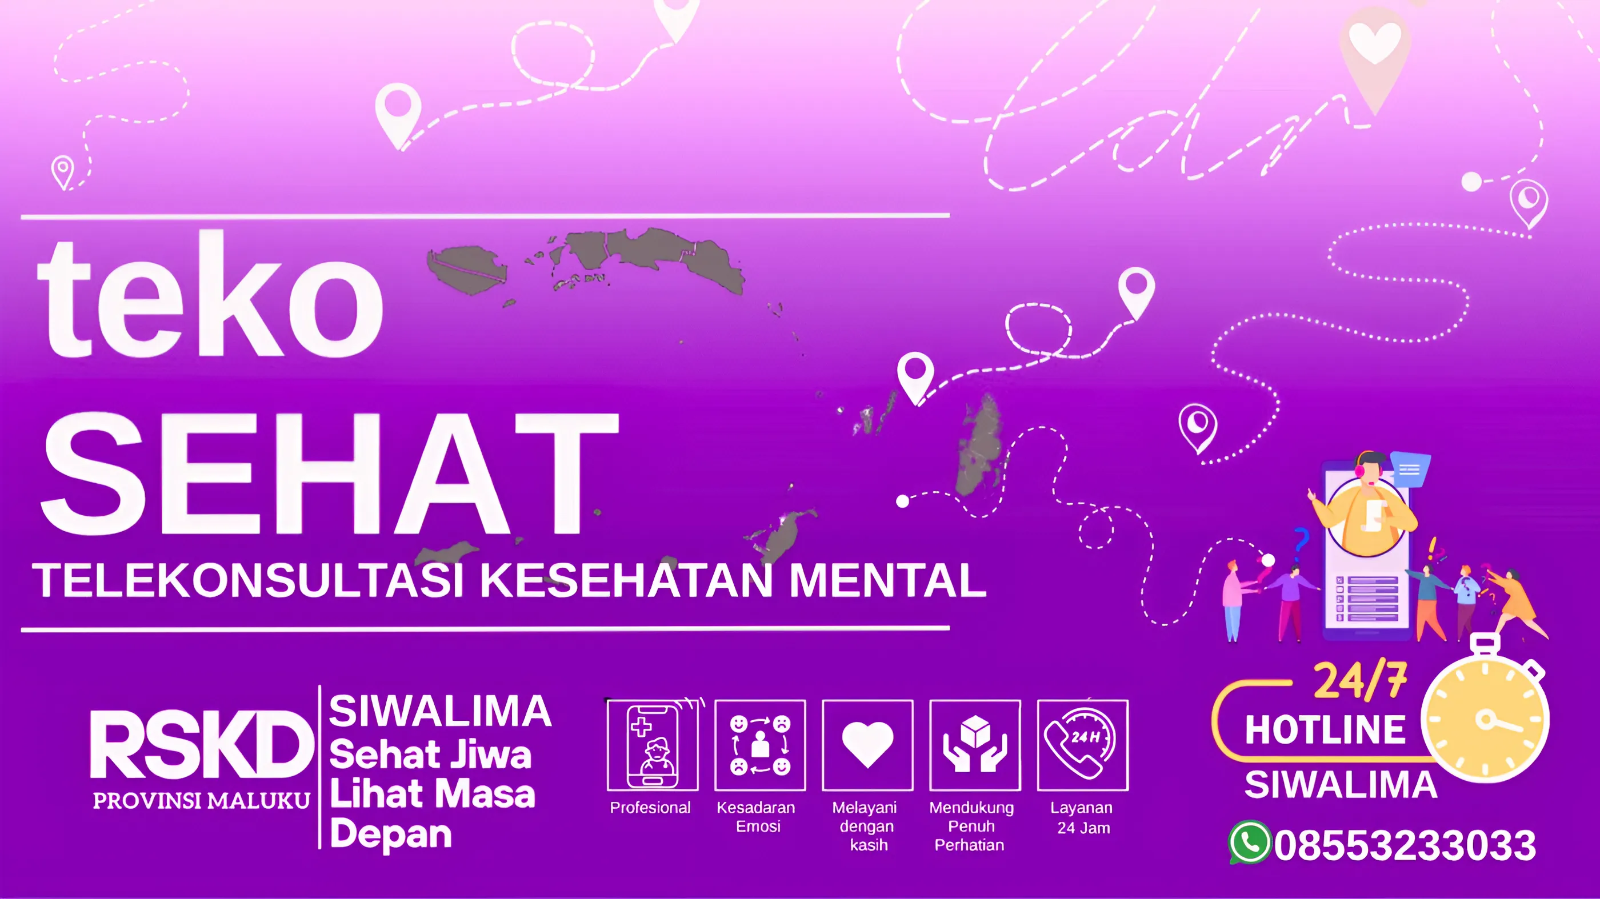 teko
SEHAT
TELEKONSULTASI KESEHATAN MENTAL
RSKD
PROVINSI MALUKU
SIWALIMA
Sehat Jiwa
Lihat Masa
Depan
Profesional
Kesadaran
Emosi
Melayani
dengan
kasih
Mendukung
Penuh
Perhatian
24 H
Layanan
24 Jam
24/7
HOTLINE
SIWALIMA
08553233033